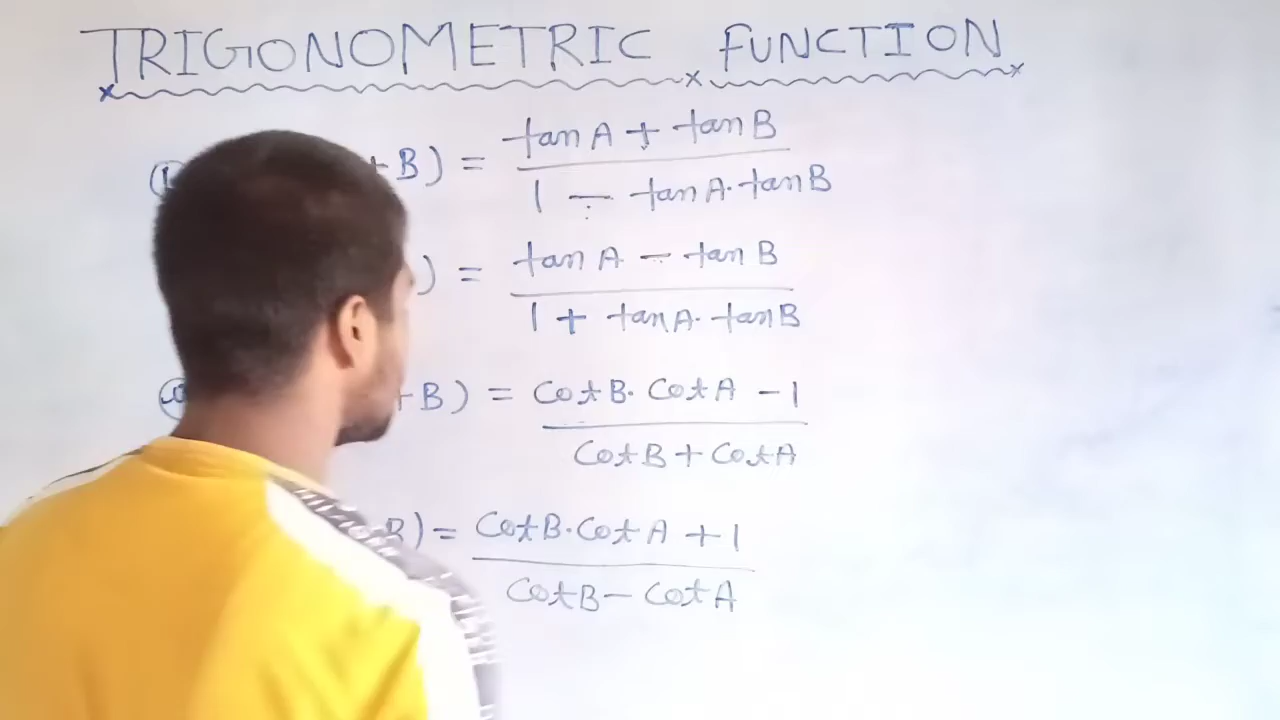 TRIGONOMETRIC FUNCTION
+B) = tan A + tan B
1 - tan A. tan B
) = tan A - tan B
1 + tan A. tan B
+B) = Cot B. Cot A - 1
Cot B + Cot A
B) = Cot B. Cot A + 1
Cot B - Cot A